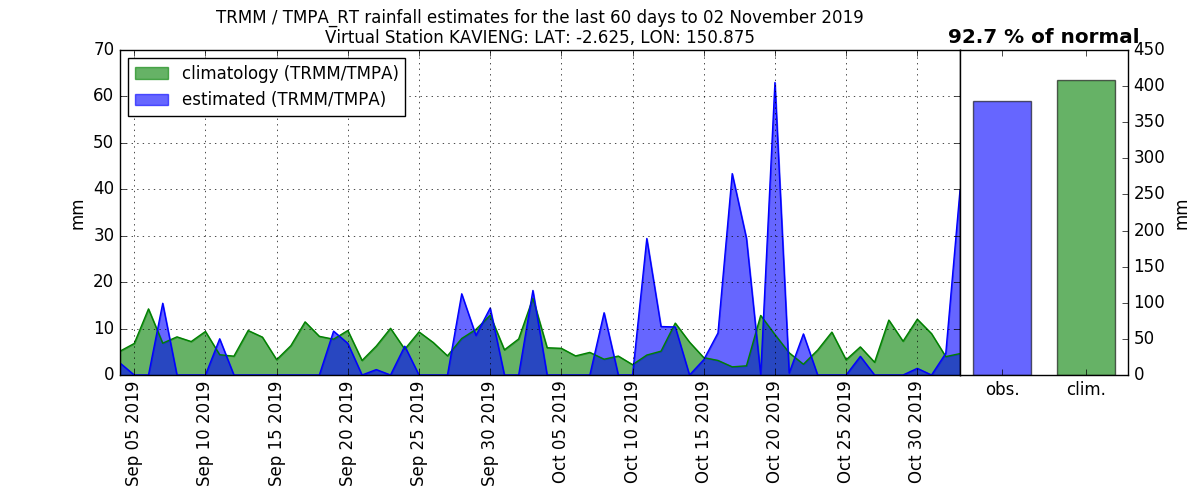 TRMM / TMPA_RT rainfall estimates for the last 60 days to 02 November 2019
Virtual Station KAVIENG: LAT: -2.625, LON: 150.875
92.7 % of normal
climatology (TRMM/TMPA)
estimated (TRMM/TMPA)
70
60
50
40
30
20
10
0
mm
Sep 05 2019
Sep 10 2019
Sep 15 2019
Sep 20 2019
Sep 25 2019
Sep 30 2019
Oct 05 2019
Oct 10 2019
Oct 15 2019
Oct 20 2019
Oct 25 2019
Oct 30 2019
obs.
clim.
450
400
350
300
250
200
150
100
50
0
mm